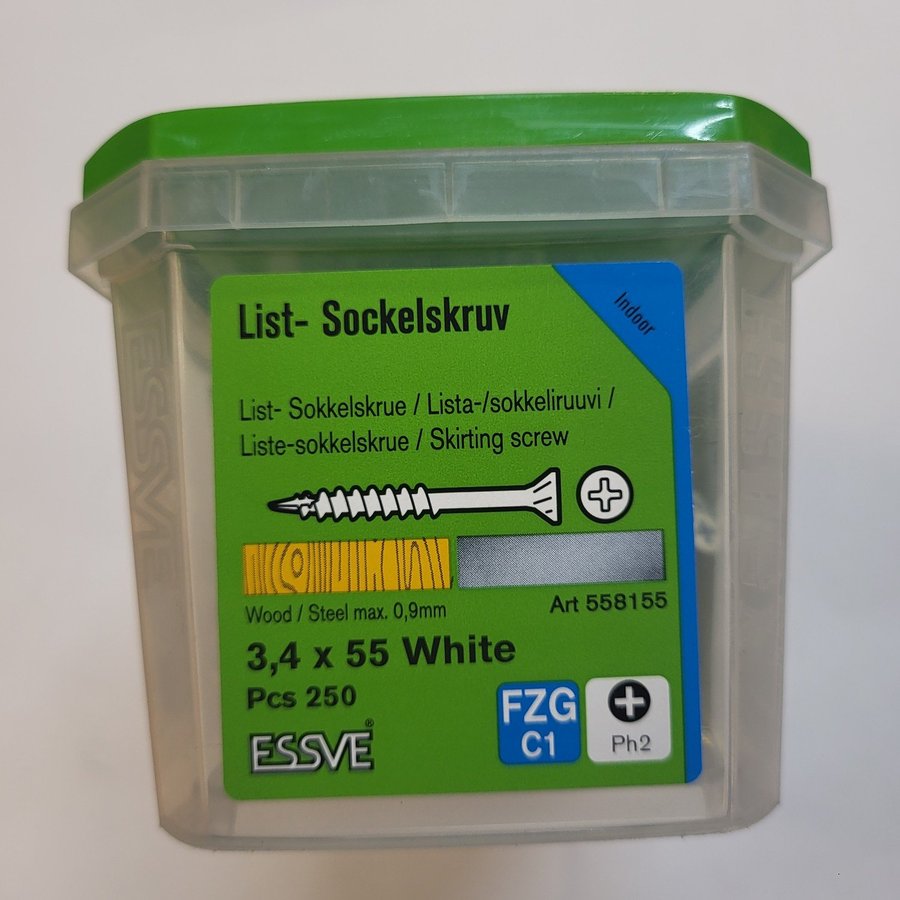 List- Sockelskruv
Indoor
List- Sokkelskrue / Lista-/sokkeliruuvi /
Liste-sokkelskrue / Skirting screw
Wood / Steel max. 0,9mm
Art 558155
3,4 x 55 White
Pcs 250
ESSVE®
FZG
C1
Ph2
ESSVE